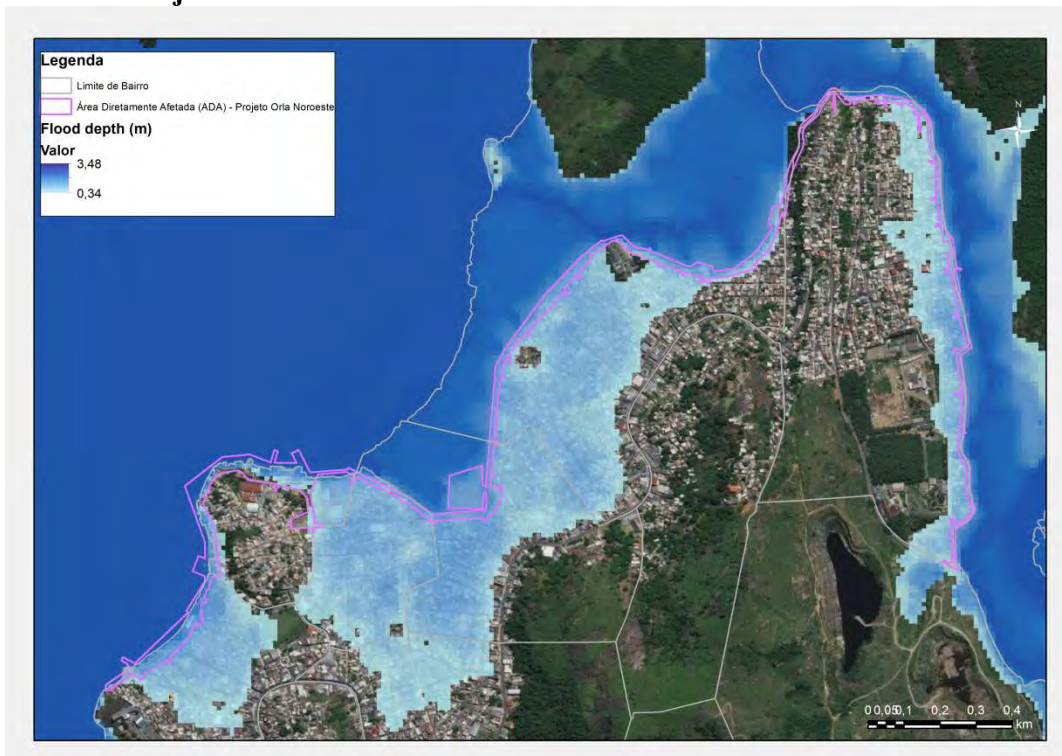 Legenda
Limite de Bairro
Área Diretamente Afetada (ADA) - Projeto Orla Noroeste
Flood depth (m)
Valor
3,48
0,34
N
0 0,05 0,1 0,2 0,3 0,4
km